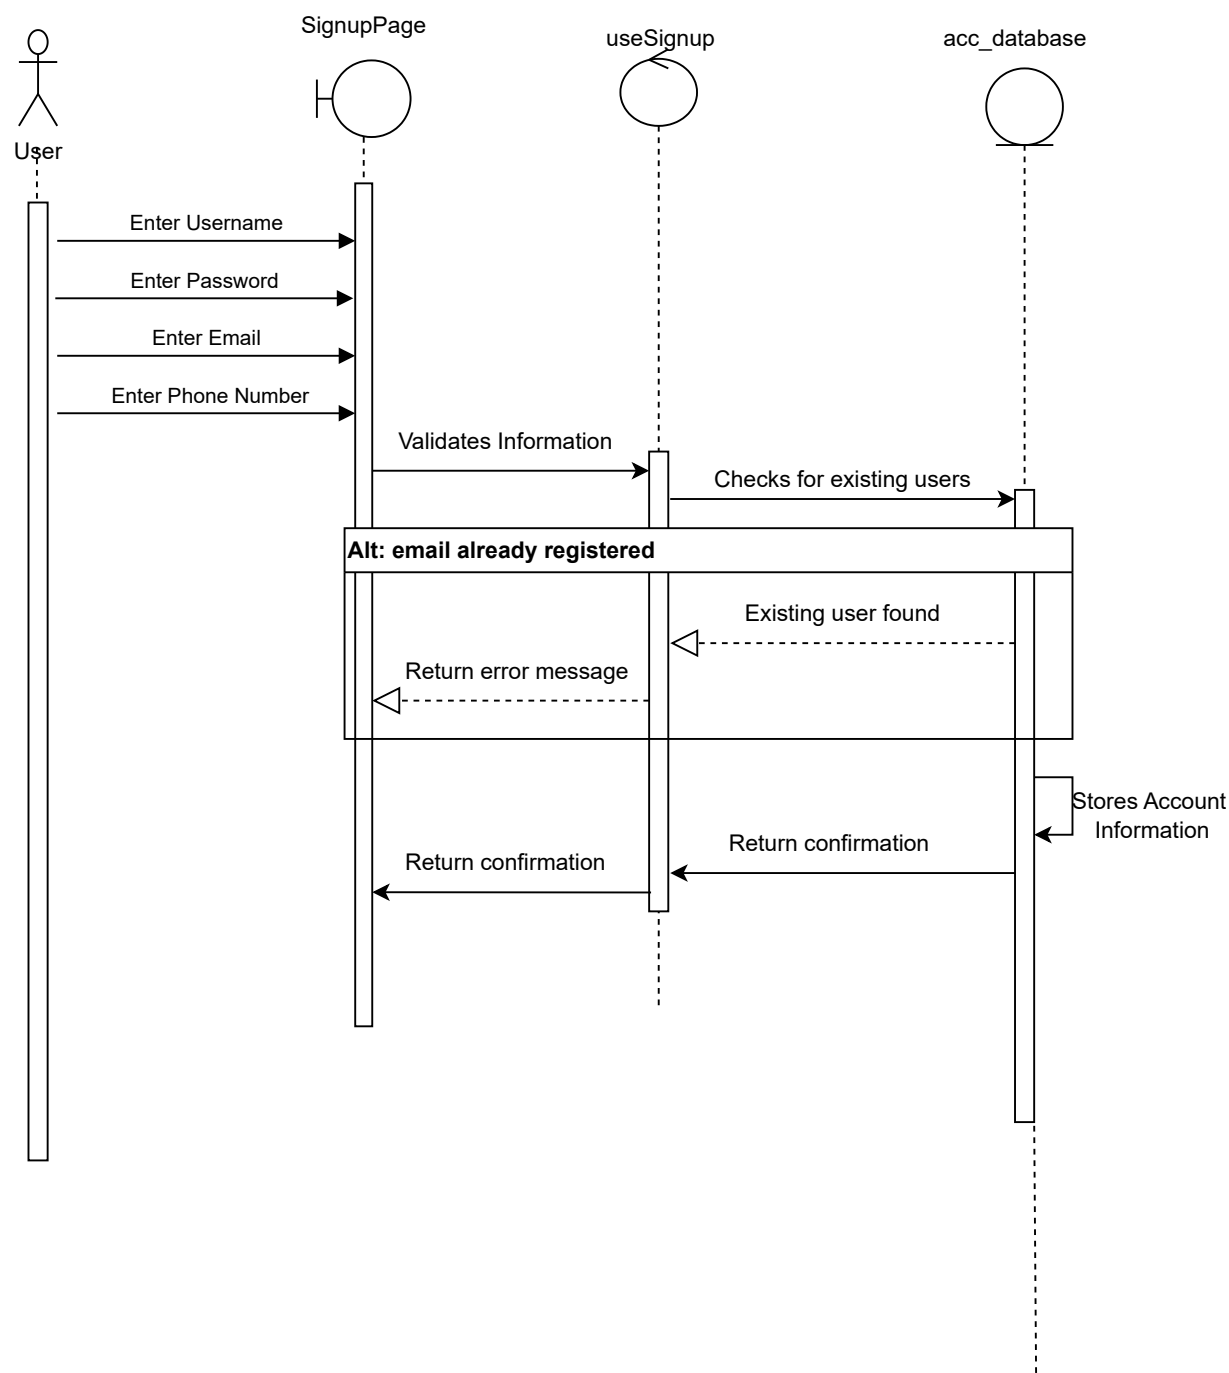 SignupPage
useSignup
acc_database
User
Enter Username
Enter Password
Enter Email
Enter Phone Number
Validates Information
Checks for existing users
Alt: email already registered
Existing user found
Return error message
Stores Account
Information
Return confirmation
Return confirmation